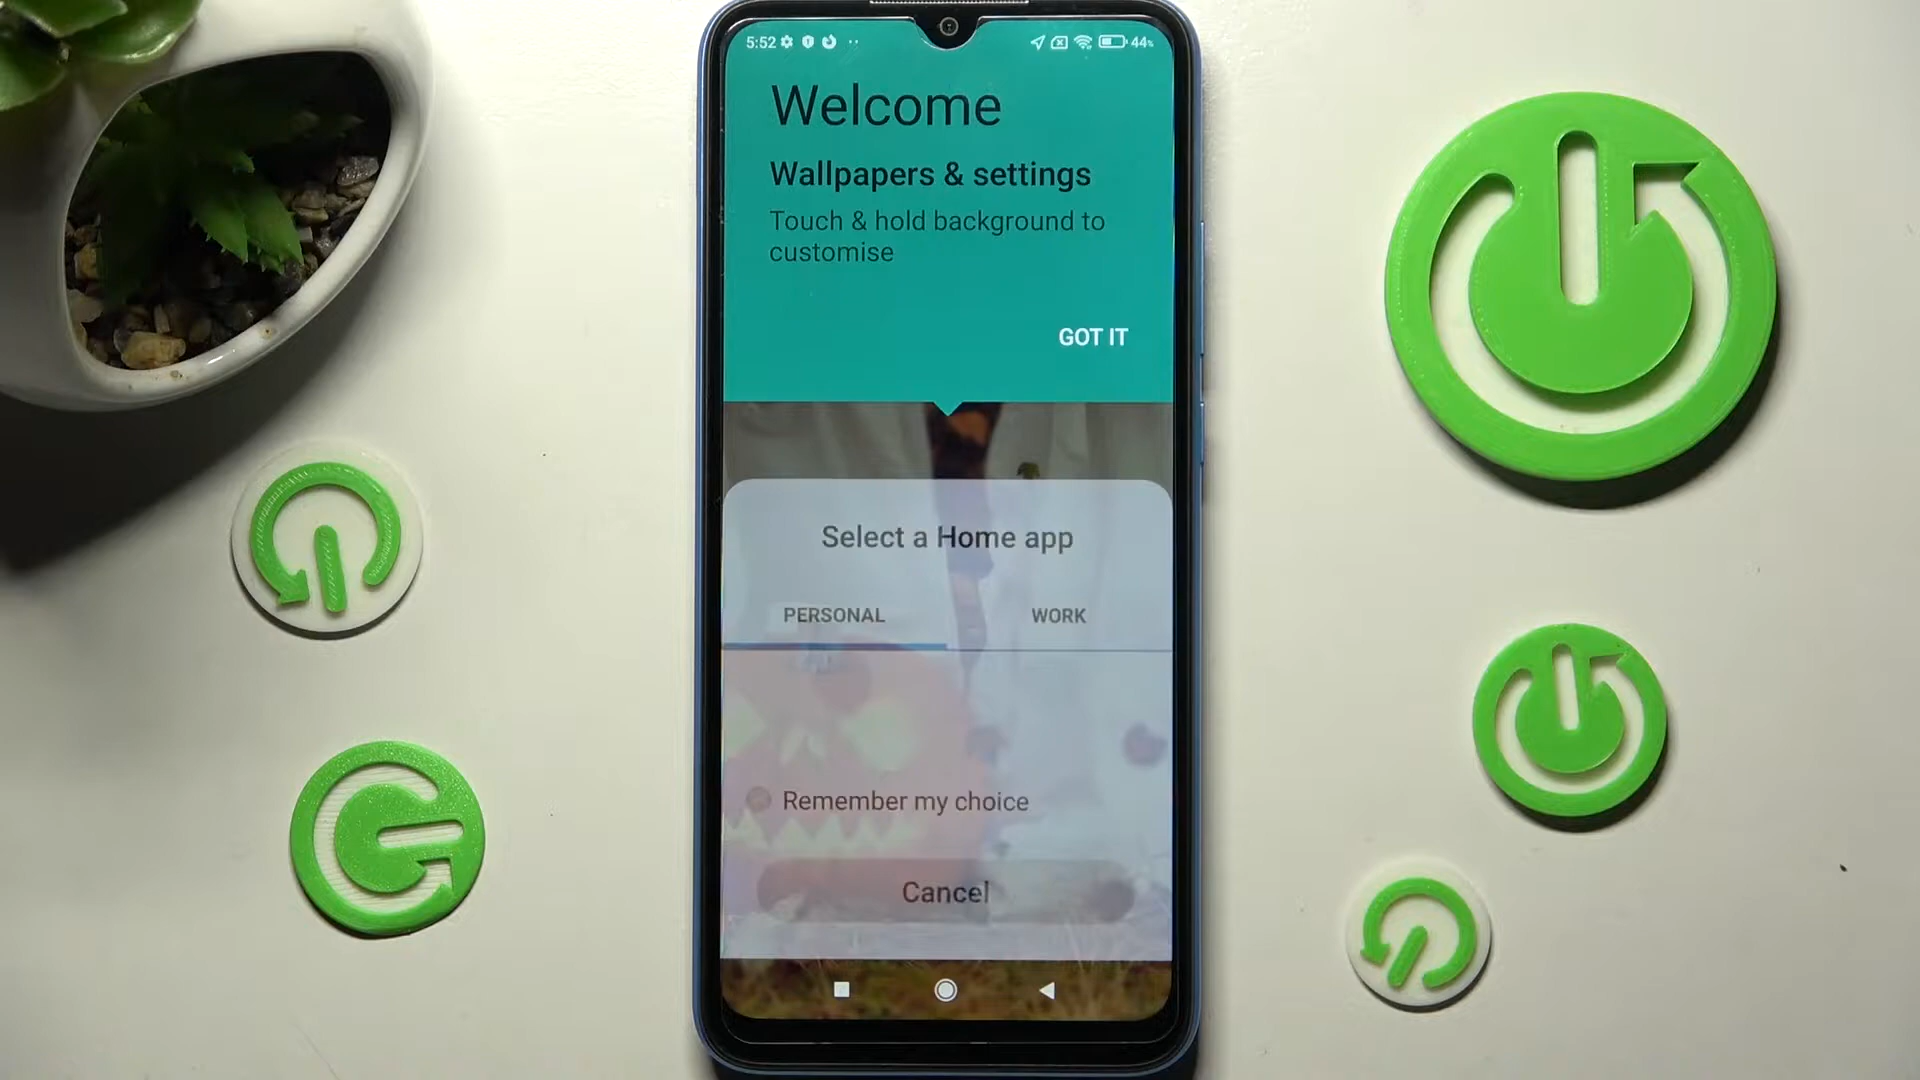 5:52
44%
Welcome
Wallpapers & settings
Touch & hold background to
customise
GOT IT
Select a Home app
PERSONAL
WORK
Remember my choice
Cancel